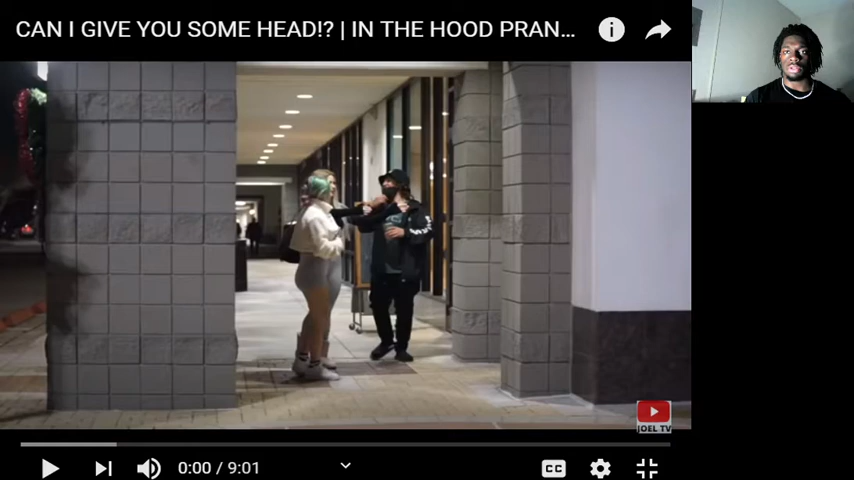 CAN I GIVE YOU SOME HEAD!? | IN THE HOOD PRAN...
JOEL TV
0:00 / 9:01
CC